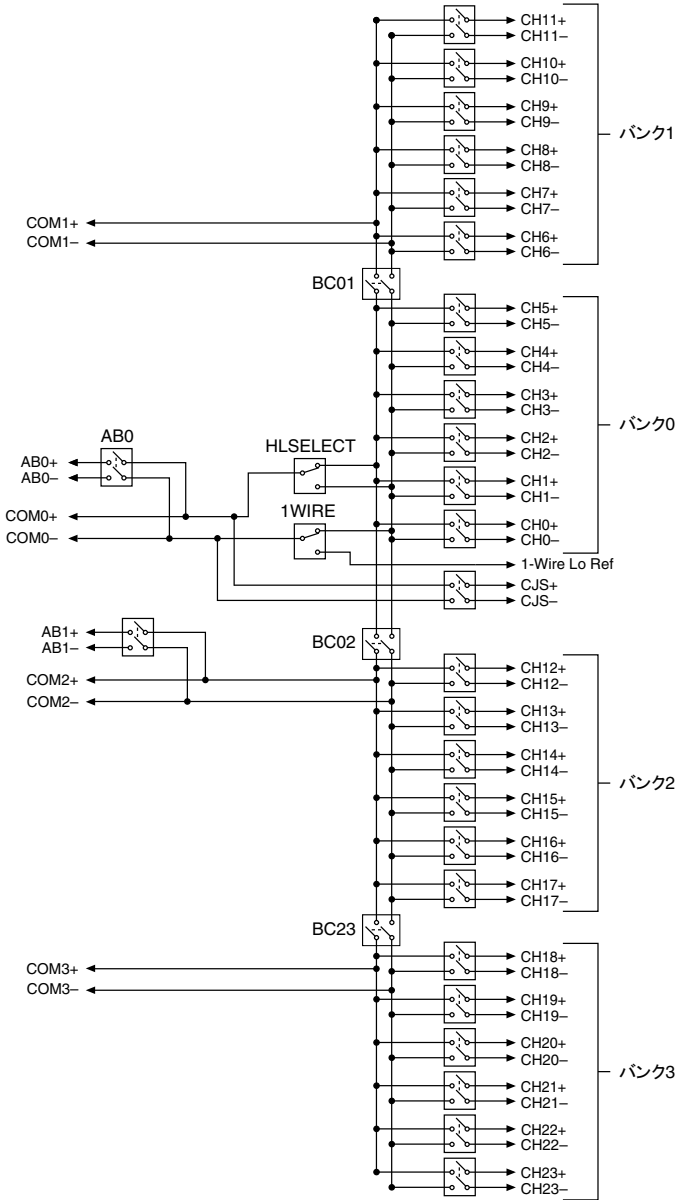 CH11+
CH11–
CH10+
CH10–
CH9+
CH9–
CH8+
CH8–
CH7+
CH7–
CH6+
CH6–
バンク1
COM1+
COM1–
BC01
CH5+
CH5–
CH4+
CH4–
CH3+
CH3–
CH2+
CH2–
CH1+
CH1–
CH0+
CH0–
バンク0
AB0
AB0+
AB0–
HLSELECT
COM0+
COM0–
1WIRE
1-Wire Lo Ref
CJS+
CJS–
AB1+
AB1–
BC02
COM2+
COM2–
CH12+
CH12–
CH13+
CH13–
CH14+
CH14–
CH15+
CH15–
CH16+
CH16–
CH17+
CH17–
バンク2
BC23
COM3+
COM3–
CH18+
CH18–
CH19+
CH19–
CH20+
CH20–
CH21+
CH21–
CH22+
CH22–
CH23+
CH23–
バンク3